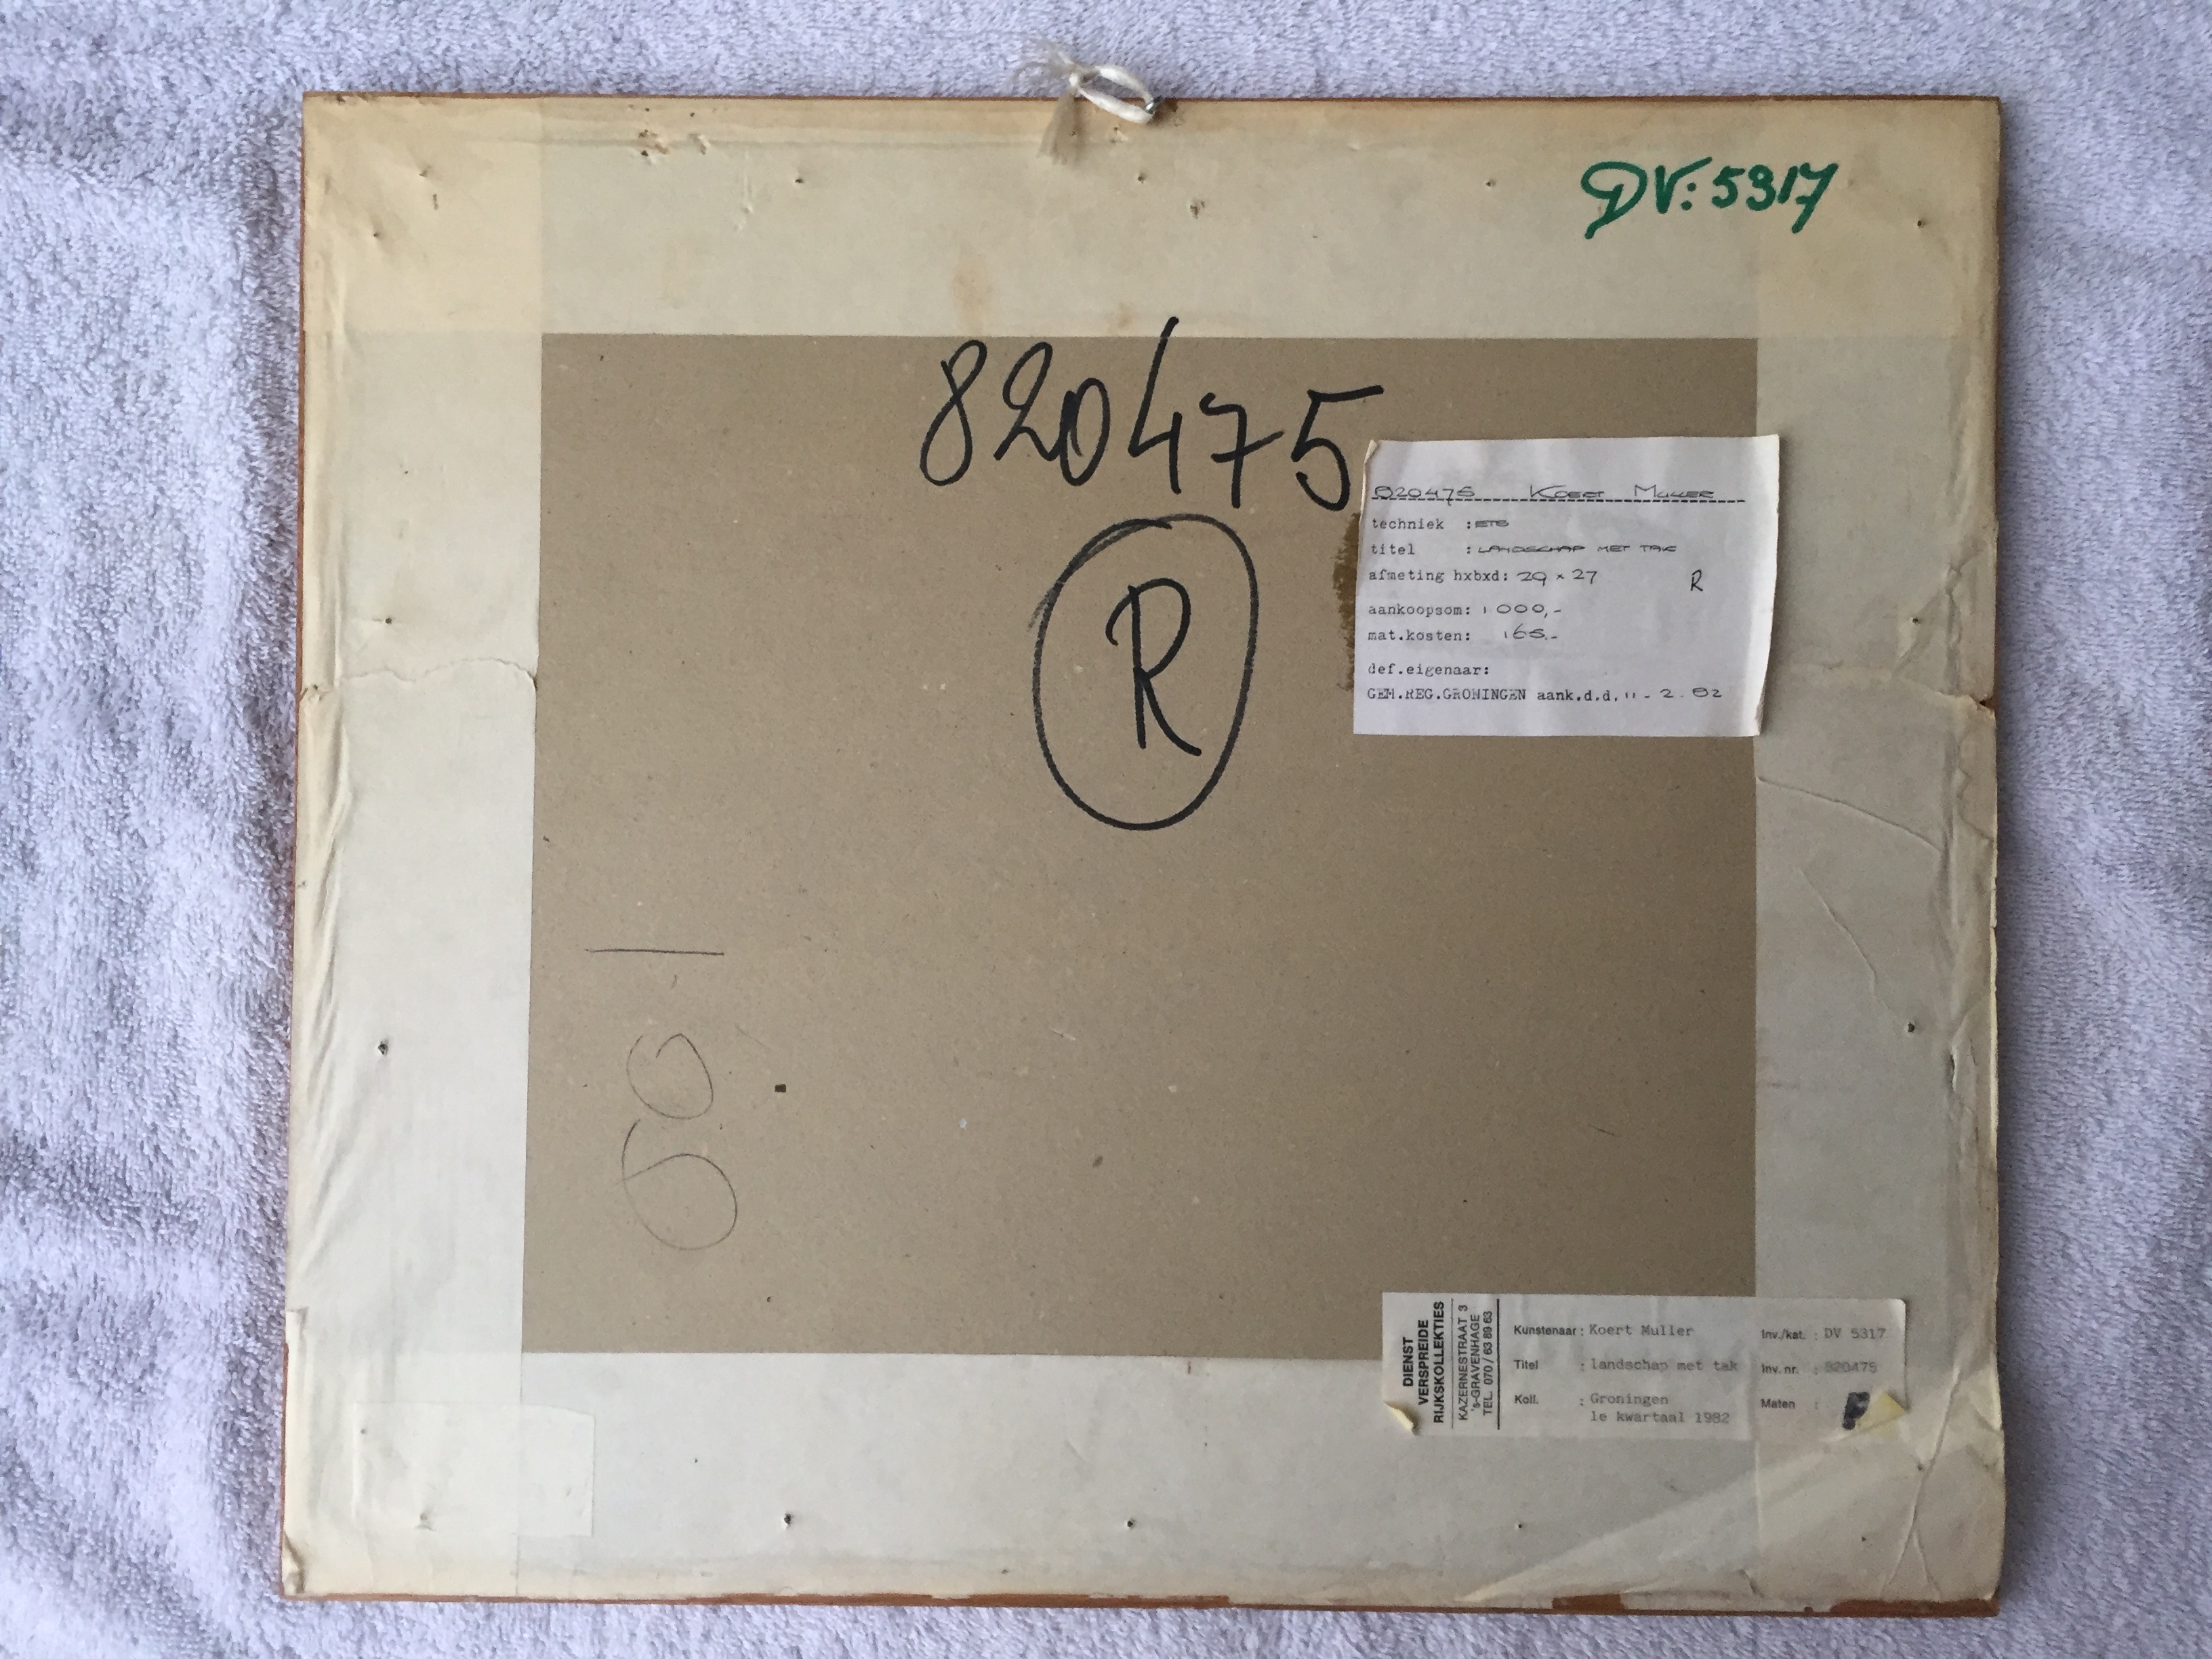 DV: 5317
820475
R
820475 KOERT MULLER
techniek : ETS
titel : LANDSCHAP MET TAK
afmeting hxbxd: 29 x 27
R
aankoopsom: 1000,-
mat.kosten: 165.-
def.eigenaar:
GEM.REG.GRONINGEN aank.d.d. 11 - 2. 82
DIENST
VERSPREIDE
RIJKSKOLLEKTIES
KAZERNESTRAAT 3
's-GRAVENHAGE
TEL. 070 / 63 89 63
Kunstenaar : Koert Muller
Titel : landschap met tak
Koll. : Groningen
1e kwartaal 1982
Inv./kat. : DV 5317
Inv. nr. : 820475
Maten :
R